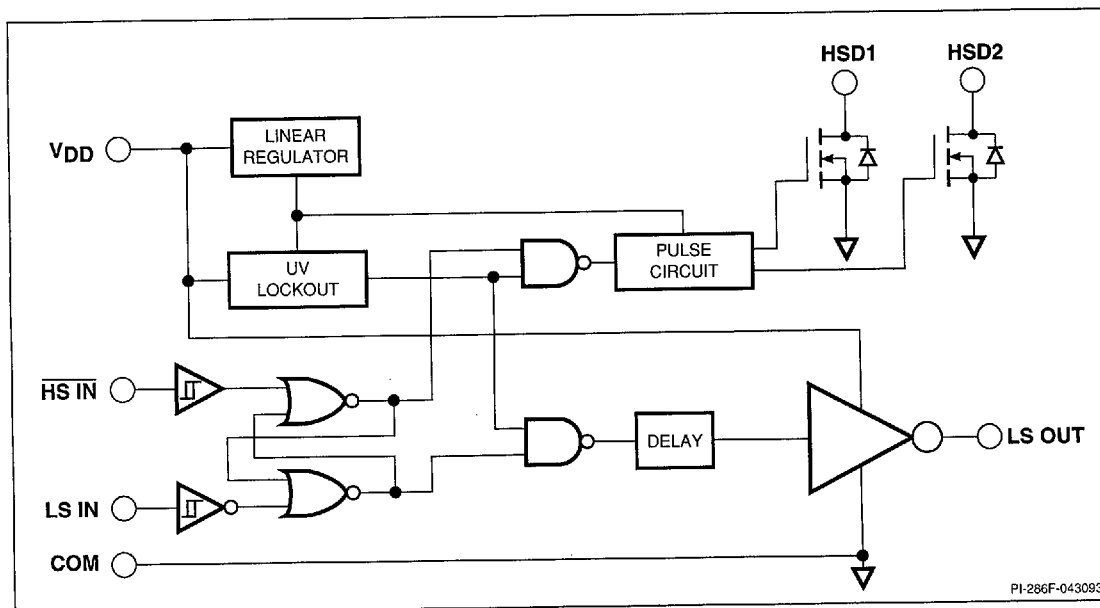 HSD1
HSD2
VDD
LINEAR
REGULATOR
UV
LOCKOUT
PULSE
CIRCUIT
HS IN
DELAY
LS OUT
LS IN
COM
PI-286F-043093